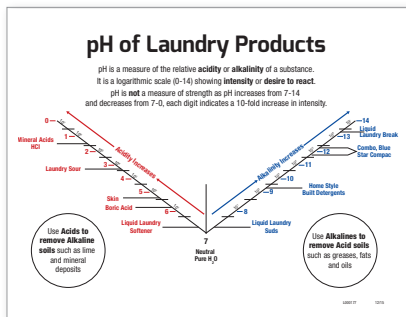 pH of Laundry Products
pH is a measure of the relative acidity or alkalinity of a substance.
It is a logarithmic scale (0-14) showing intensity or desire to react.
pH is not a measure of strength as pH increases from 7-14
and decreases from 7-0, each digit indicates a 10-fold increase in intensity.
0
14
1
Liquid
Laundry Break
13
Mineral Acids
HCl
2
12
Combo, Blue
Star Compac
Acidity Increases
Alkalinity Increases
3
11
Laundry Sour
4
10
5
9
Home Style
Built Detergents
Skin
Boric Acid
6
8
Liquid Laundry
Softener
Liquid Laundry
Suds
7
Neutral
Pure H2O
Use Acids to
remove Alkaline
soils such as lime
and mineral
deposits
Use Alkalines to
remove Acid soils
such as greases, fats
and oils